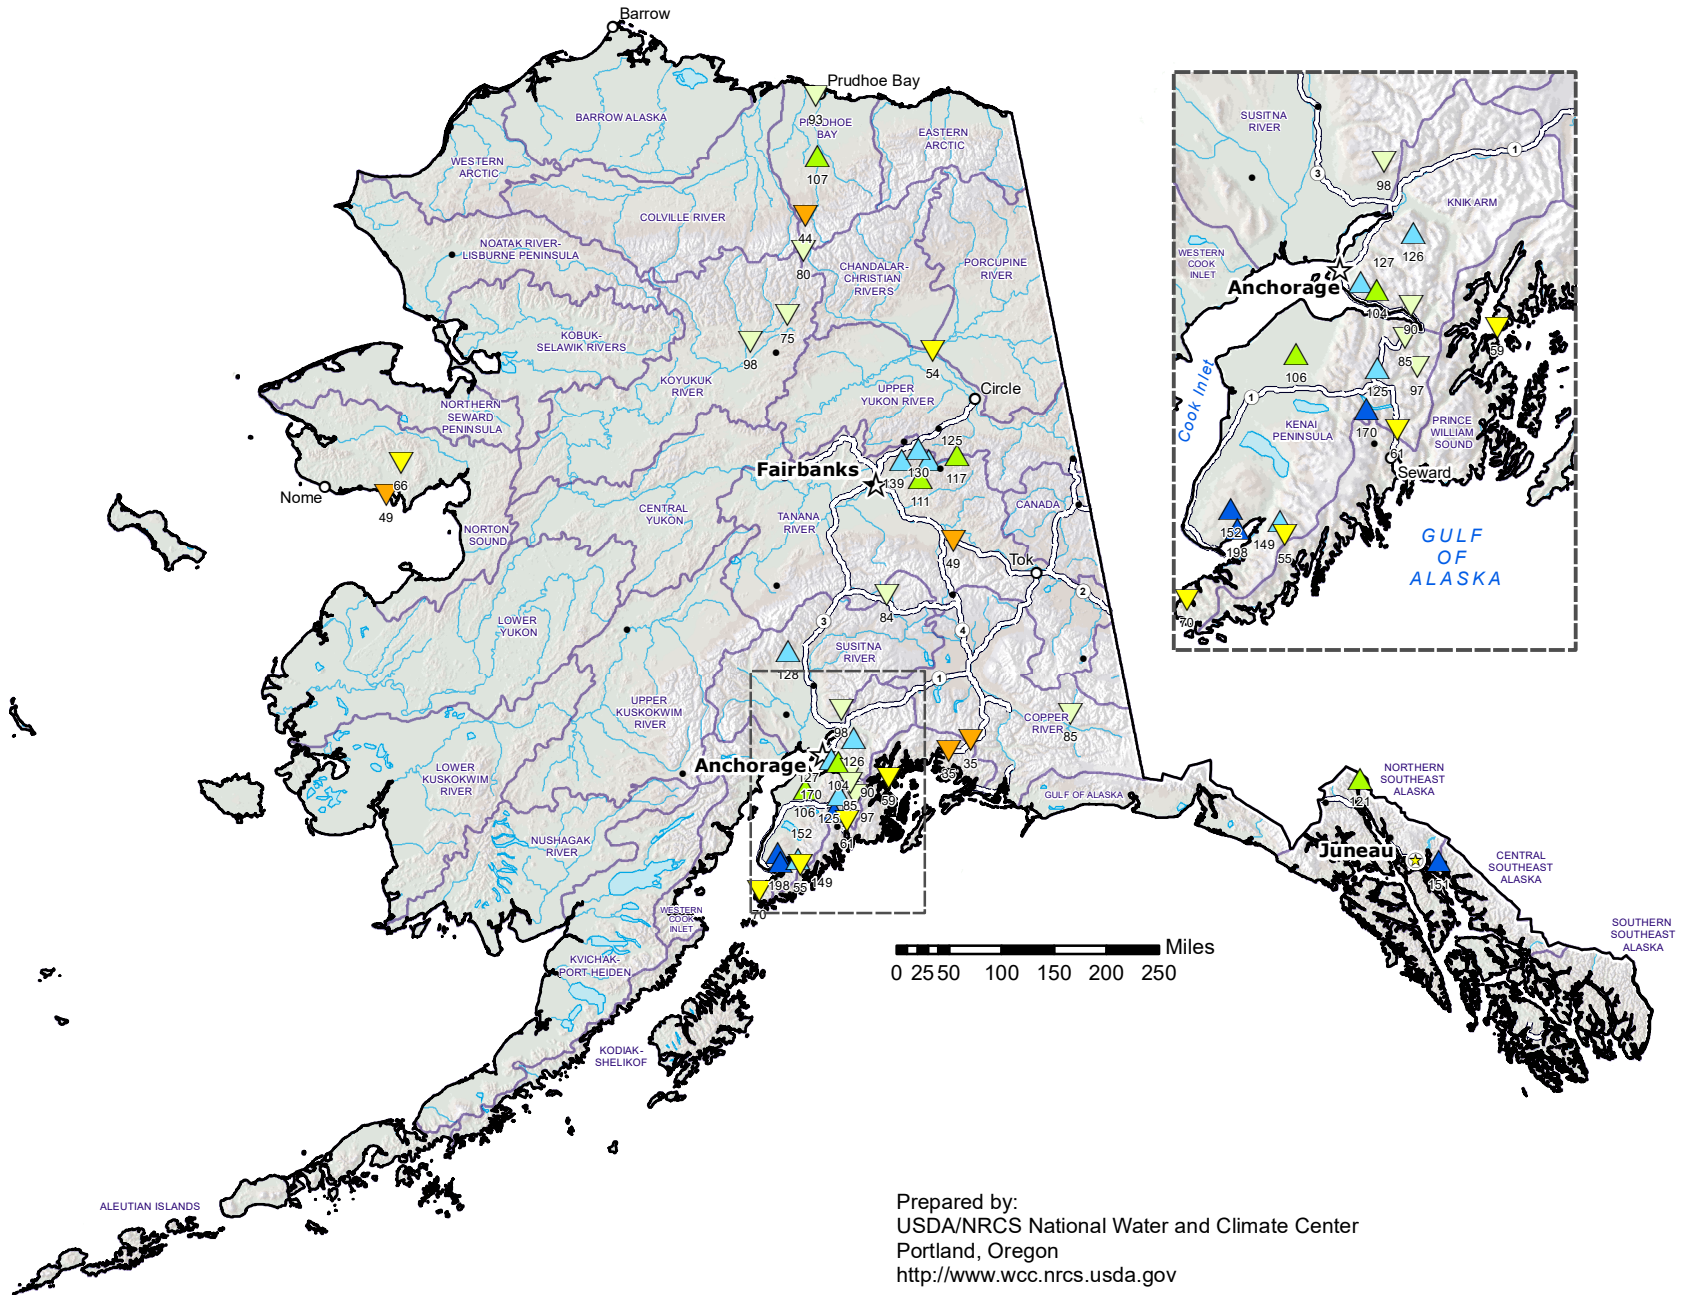 Barrow
Prudhoe Bay
93
PRUDHOE
BAY
BARROW ALASKA
EASTERN
ARCTIC
WESTERN
ARCTIC
107
COLVILLE RIVER
44
NOATAK RIVER-
LISBURNE PENINSULA
80
CHANDALAR-
CHRISTIAN
RIVERS
PORCUPINE
RIVER
75
98
KOBUK-
SELAWIK RIVERS
54
KOYUKUK
RIVER
UPPER
YUKON RIVER
Circle
NORTHERN
SEWARD
PENINSULA
125
Fairbanks
130
117
139
111
66
Nome
49
NORTON
SOUND
CENTRAL
YUKON
TANANA
RIVER
CANADA
49
Tok
2
84
3
4
LOWER
YUKON
SUSITNA
RIVER
128
1
UPPER
KUSKOKWIM
RIVER
COPPER
RIVER
85
98
126
Anchorage
127
104
170
106
85
90
125
97
59
61
152
35
35
GULF OF ALASKA
LOWER
KUSKOKWIM
RIVER
NUSHAGAK
RIVER
198
55
149
70
WESTERN
COOK
INLET
KVICHAK-
PORT HEIDEN
KODIAK-
SHELIKOF
ALEUTIAN ISLANDS
NORTHERN
SOUTHEAST
ALASKA
121
Juneau
151
CENTRAL
SOUTHEAST
ALASKA
SOUTHERN
SOUTHEAST
ALASKA
Miles
0 25 50 100 150 200 250
SUSITNA
RIVER
1
3
98
KNIK ARM
WESTERN
COOK
INLET
127
126
Anchorage
104
90
59
85
97
106
125
Cook Inlet
1
KENAI
PENINSULA
170
PRINCE
WILLIAM
SOUND
61
Seward
152
198
149
55
70
GULF
OF
ALASKA
Prepared by:
USDA/NRCS National Water and Climate Center
Portland, Oregon
http://www.wcc.nrcs.usda.gov